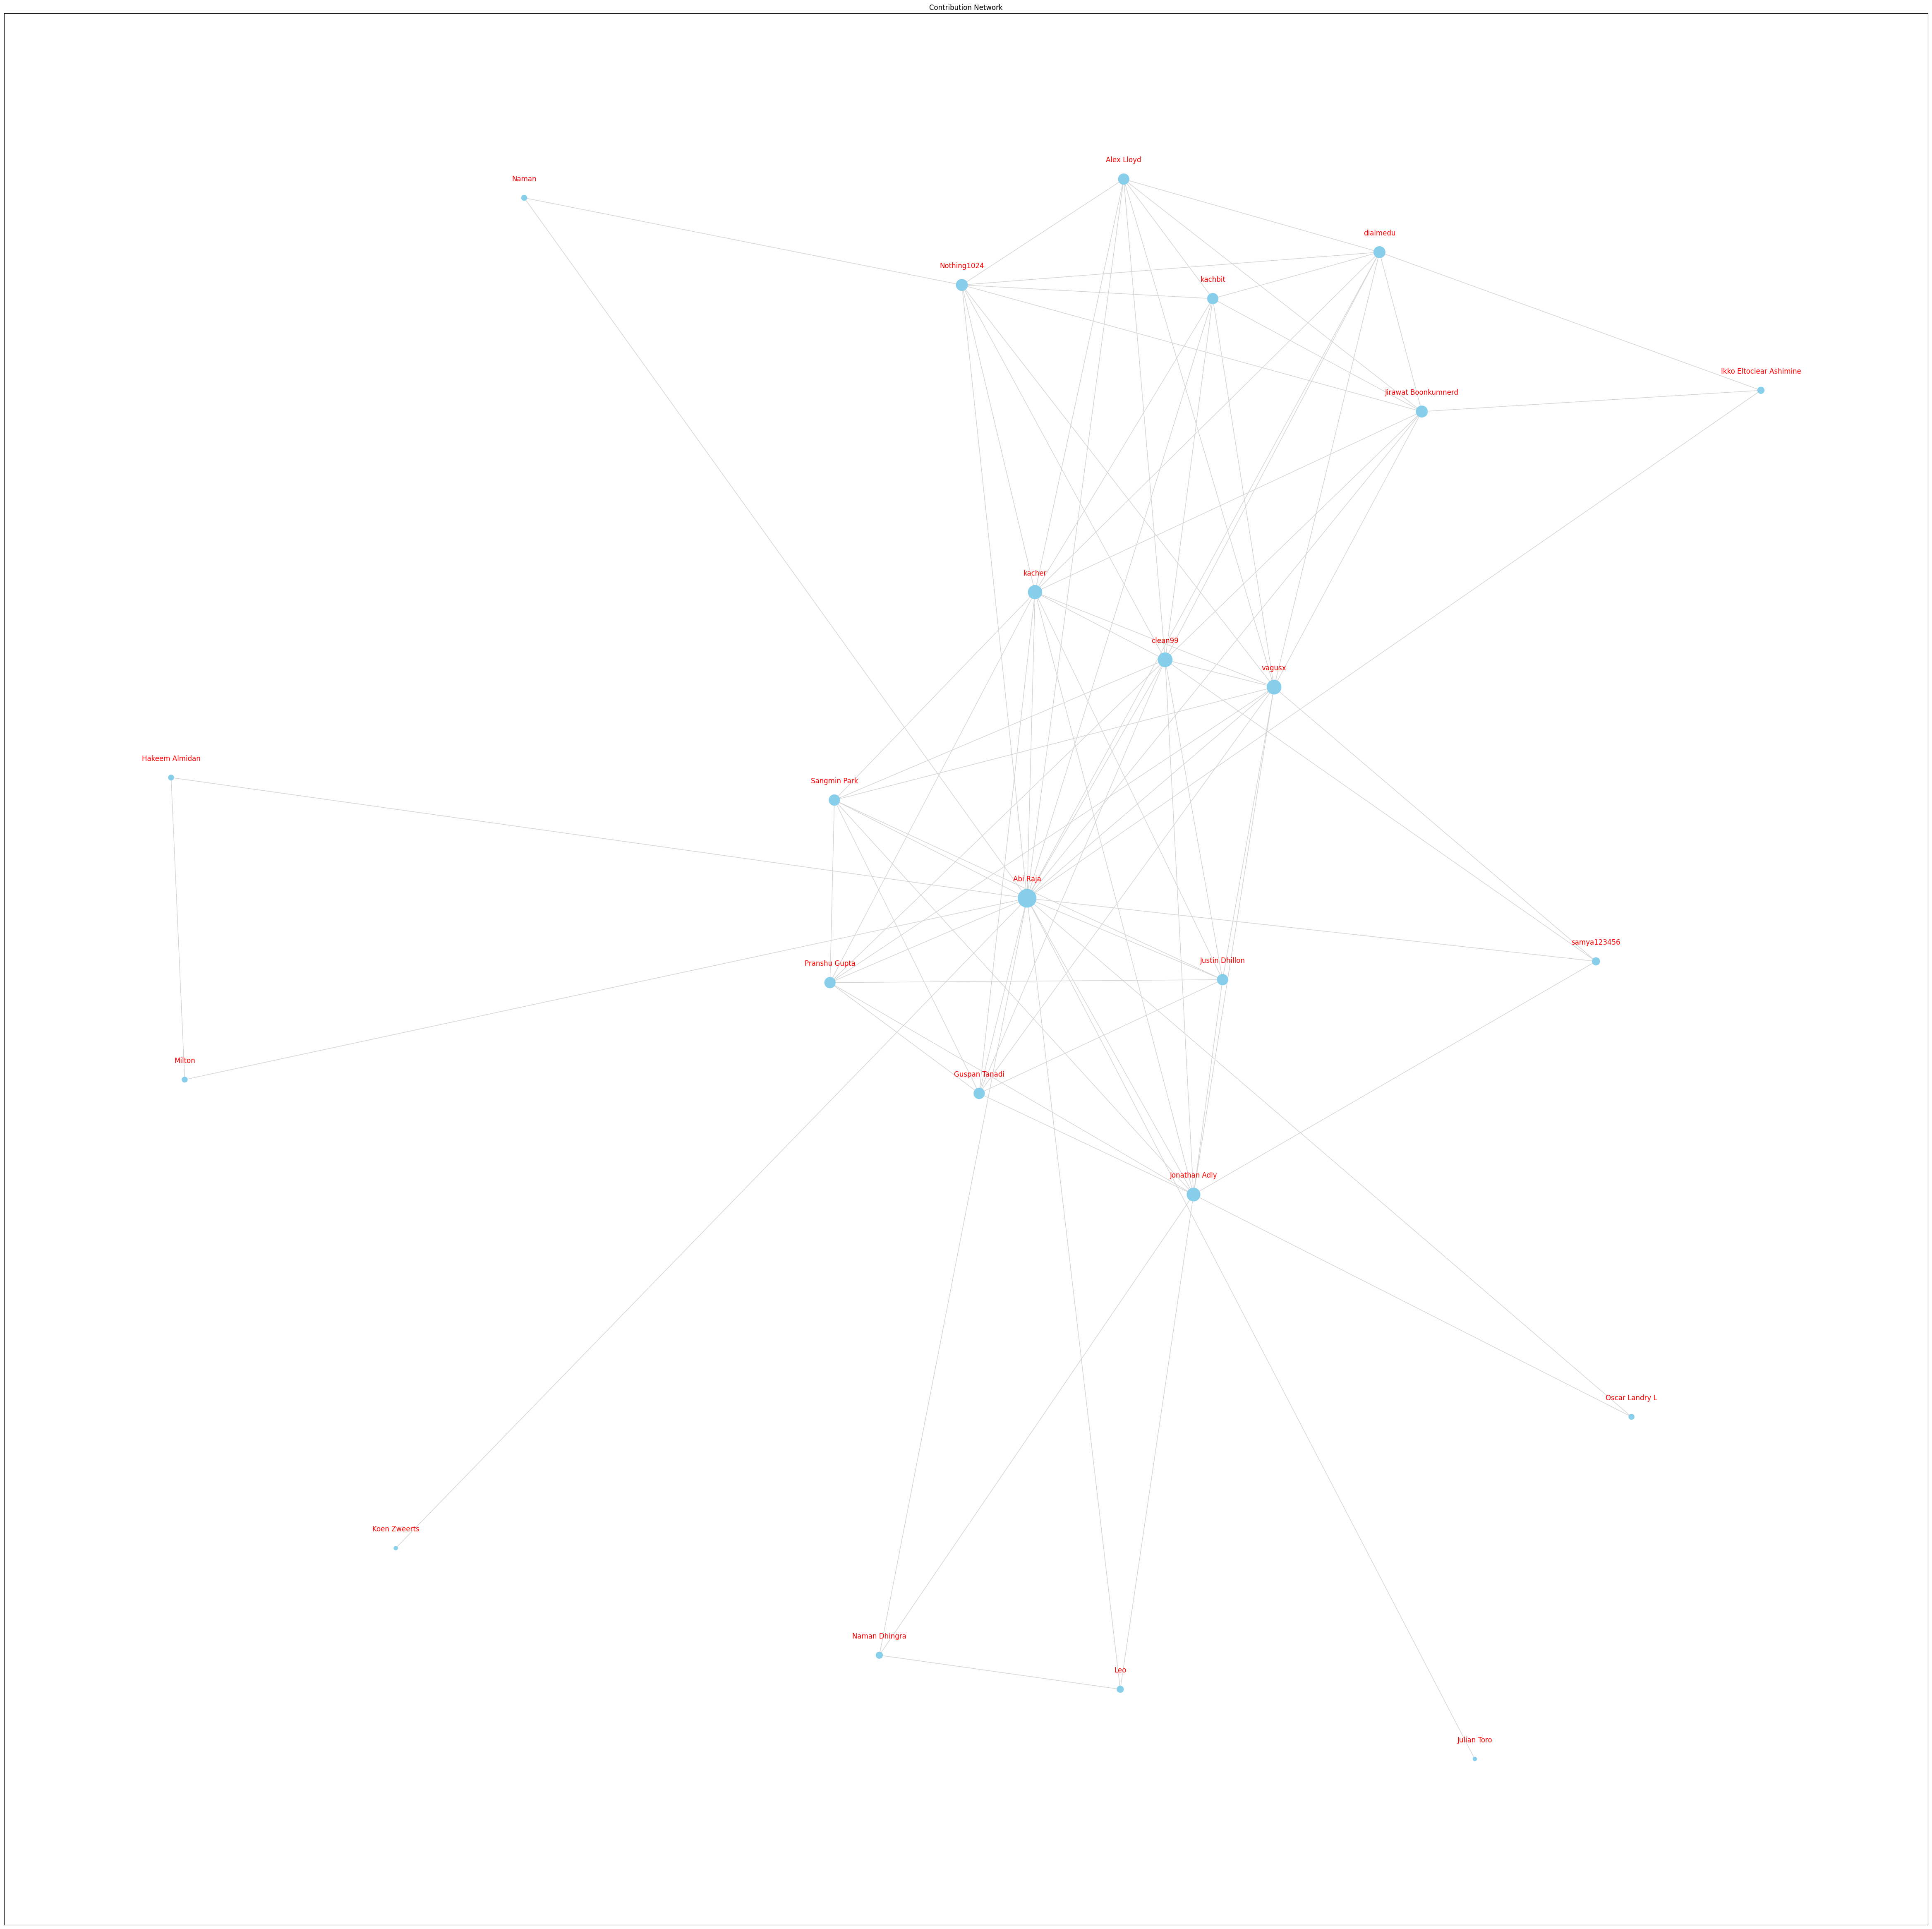 Contribution Network
Alex Lloyd
Naman
dialmedu
Nothing1024
kachbit
Ikko Eltociear Ashimine
Jirawat Boonkumnerd
kacher
clean99
vagusx
Hakeem Almidan
Sangmin Park
Abi Raja
samya123456
Justin Dhillon
Pranshu Gupta
Milton
Guspan Tanadi
Jonathan Adly
Oscar Landry L
Koen Zweerts
Naman Dhingra
Leo
Julian Toro